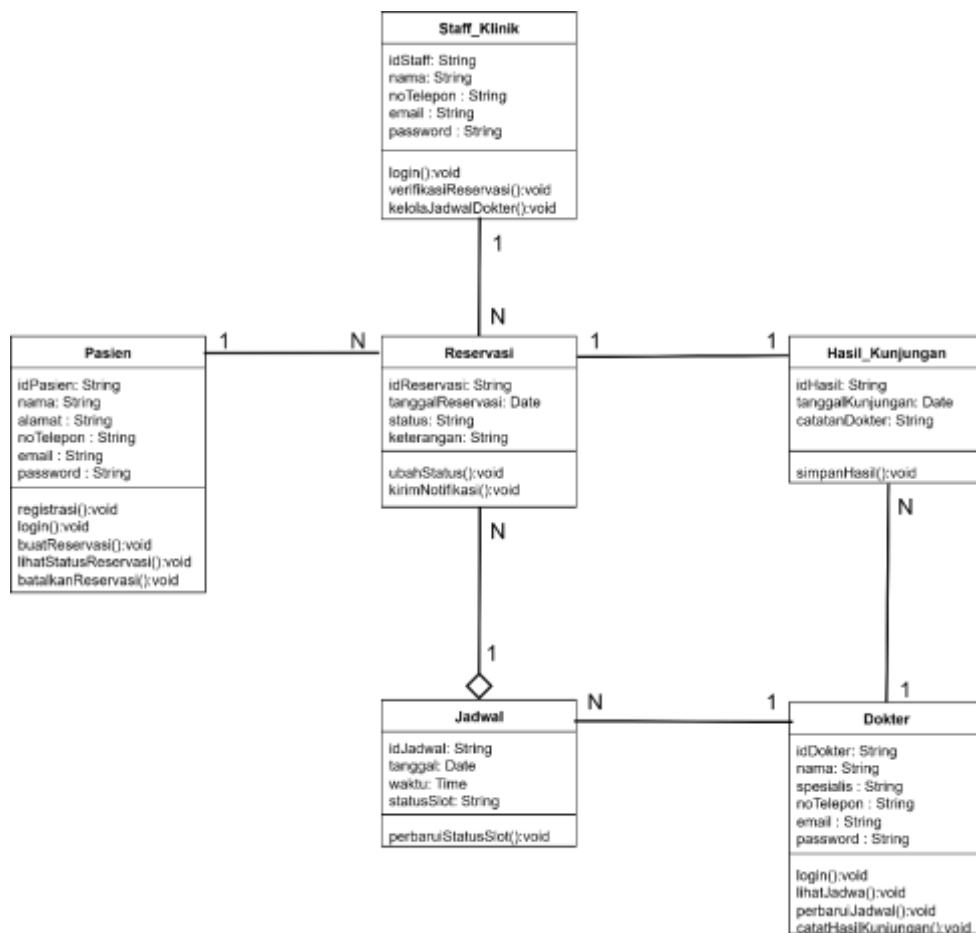 Staff_Klinik
idStaff: String
nama: String
noTelepon : String
email : String
password : String
login():void
verifikasiReservasi():void
kelolaJadwalDokter():void
1
N
1
N
Pasien
idPasien: String
nama: String
alamat : String
noTelepon : String
email : String
password : String
registrasi():void
login():void
buatReservasi():void
lihatStatusReservasi():void
batalkanReservasi():void
Reservasi
idReservasi: String
tanggalReservasi: Date
status: String
keterangan: String
ubahStatus():void
kirimNotifikasi():void
1
1
Hasil_Kunjungan
idHasil: String
tanggalKunjungan: Date
catatanDokter: String
simpanHasil():void
N
1
N
1
Jadwal
idJadwal: String
tanggal: Date
waktu: Time
statusSlot: String
perbaruiStatusSlot():void
N
1
Dokter
idDokter: String
nama: String
spesialis : String
noTelepon : String
email : String
password : String
login():void
lihatJadwa():void
perbaruiJadwal():void
catatHasilKunjungan():void